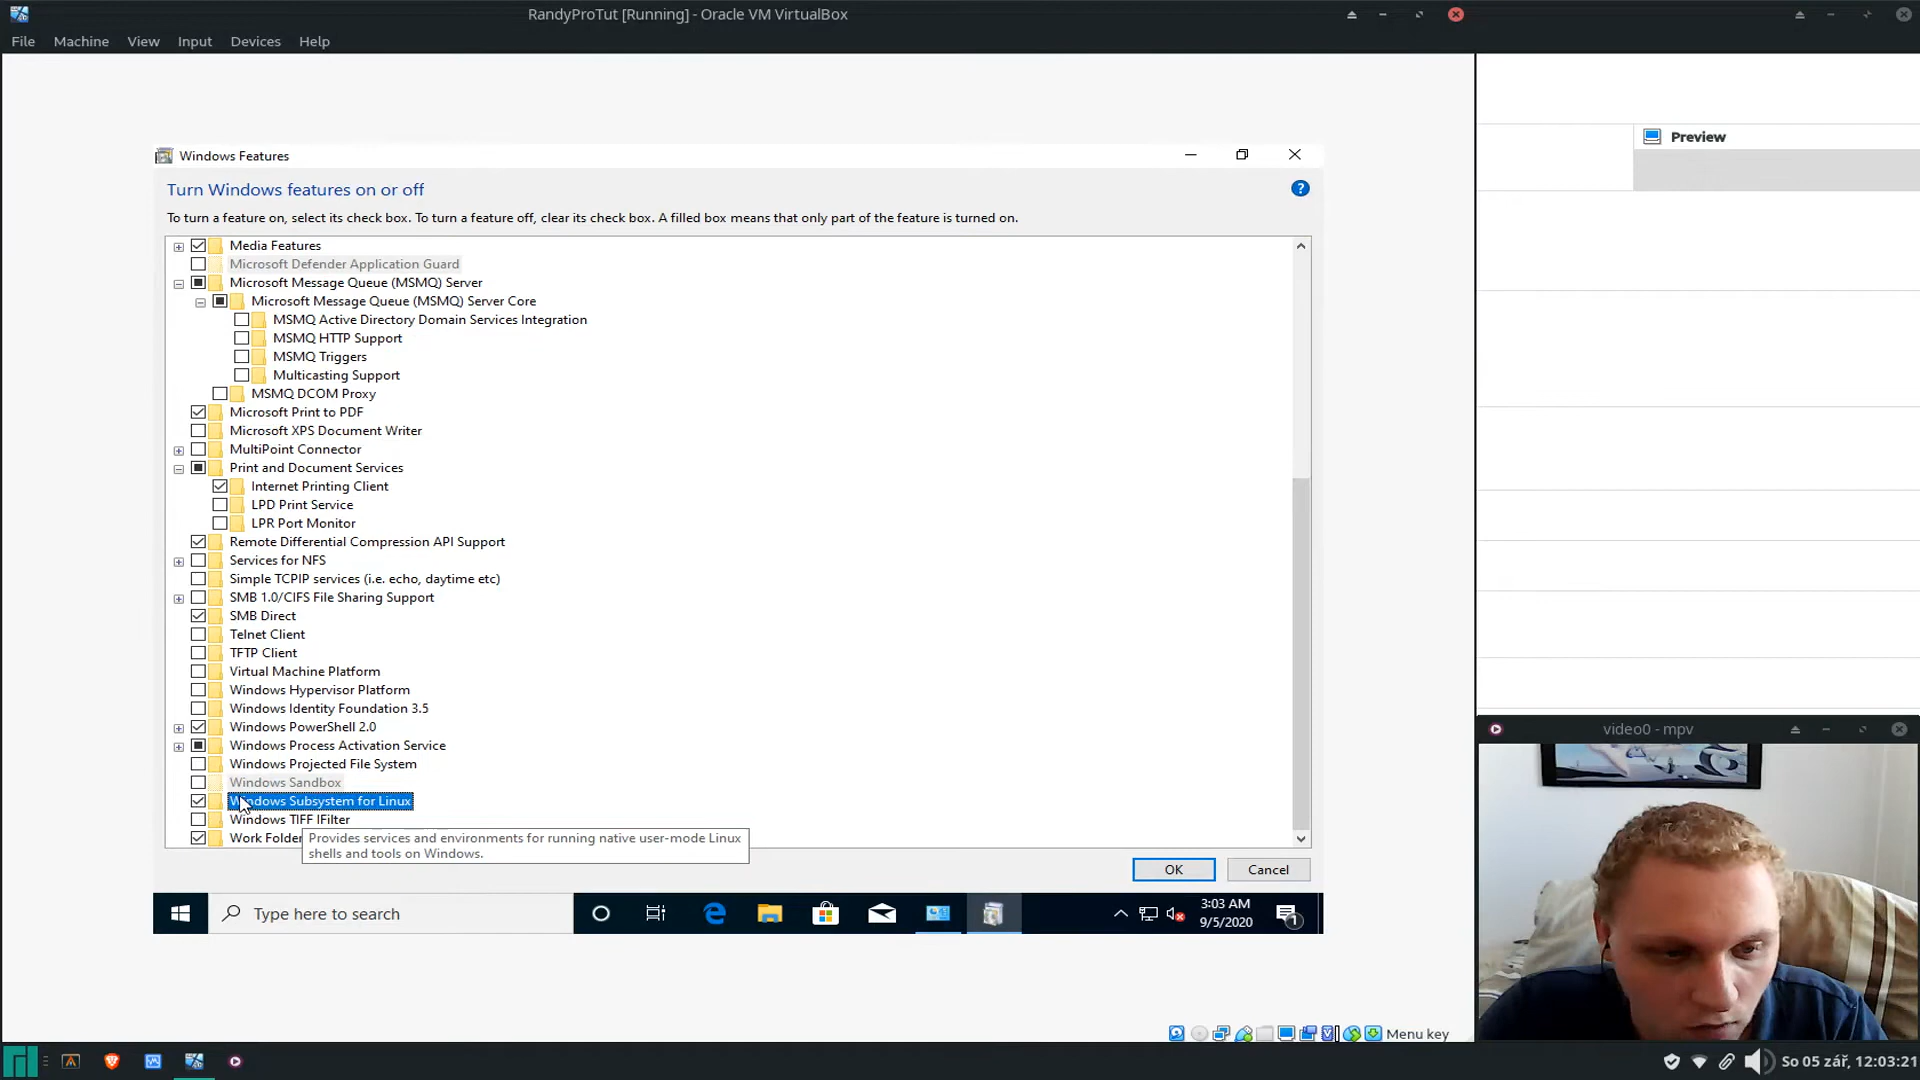 RandyProTut [Running] - Oracle VM VirtualBox
File Machine View Input Devices Help
Preview
Windows Features
Turn Windows features on or off
To turn a feature on, select its check box. To turn a feature off, clear its check box. A filled box means that only part of the feature is turned on.
Media Features
Microsoft Defender Application Guard
Microsoft Message Queue (MSMQ) Server
Microsoft Message Queue (MSMQ) Server Core
MSMQ Active Directory Domain Services Integration
MSMQ HTTP Support
MSMQ Triggers
Multicasting Support
MSMQ DCOM Proxy
Microsoft Print to PDF
Microsoft XPS Document Writer
MultiPoint Connector
Print and Document Services
Internet Printing Client
LPD Print Service
LPR Port Monitor
Remote Differential Compression API Support
Services for NFS
Simple TCPIP services (i.e. echo, daytime etc)
SMB 1.0/CIFS File Sharing Support
SMB Direct
Telnet Client
TFTP Client
Virtual Machine Platform
Windows Hypervisor Platform
Windows Identity Foundation 3.5
Windows PowerShell 2.0
Windows Process Activation Service
Windows Projected File System
Windows Sandbox
Windows Subsystem for Linux
Windows TIFF IFilter
Work Folder
Provides services and environments for running native user-mode Linux
shells and tools on Windows.
OK Cancel
Type here to search
3:03 AM
9/5/2020
1
video0 - mpv
Menu key
So 05 zář, 12:03:21